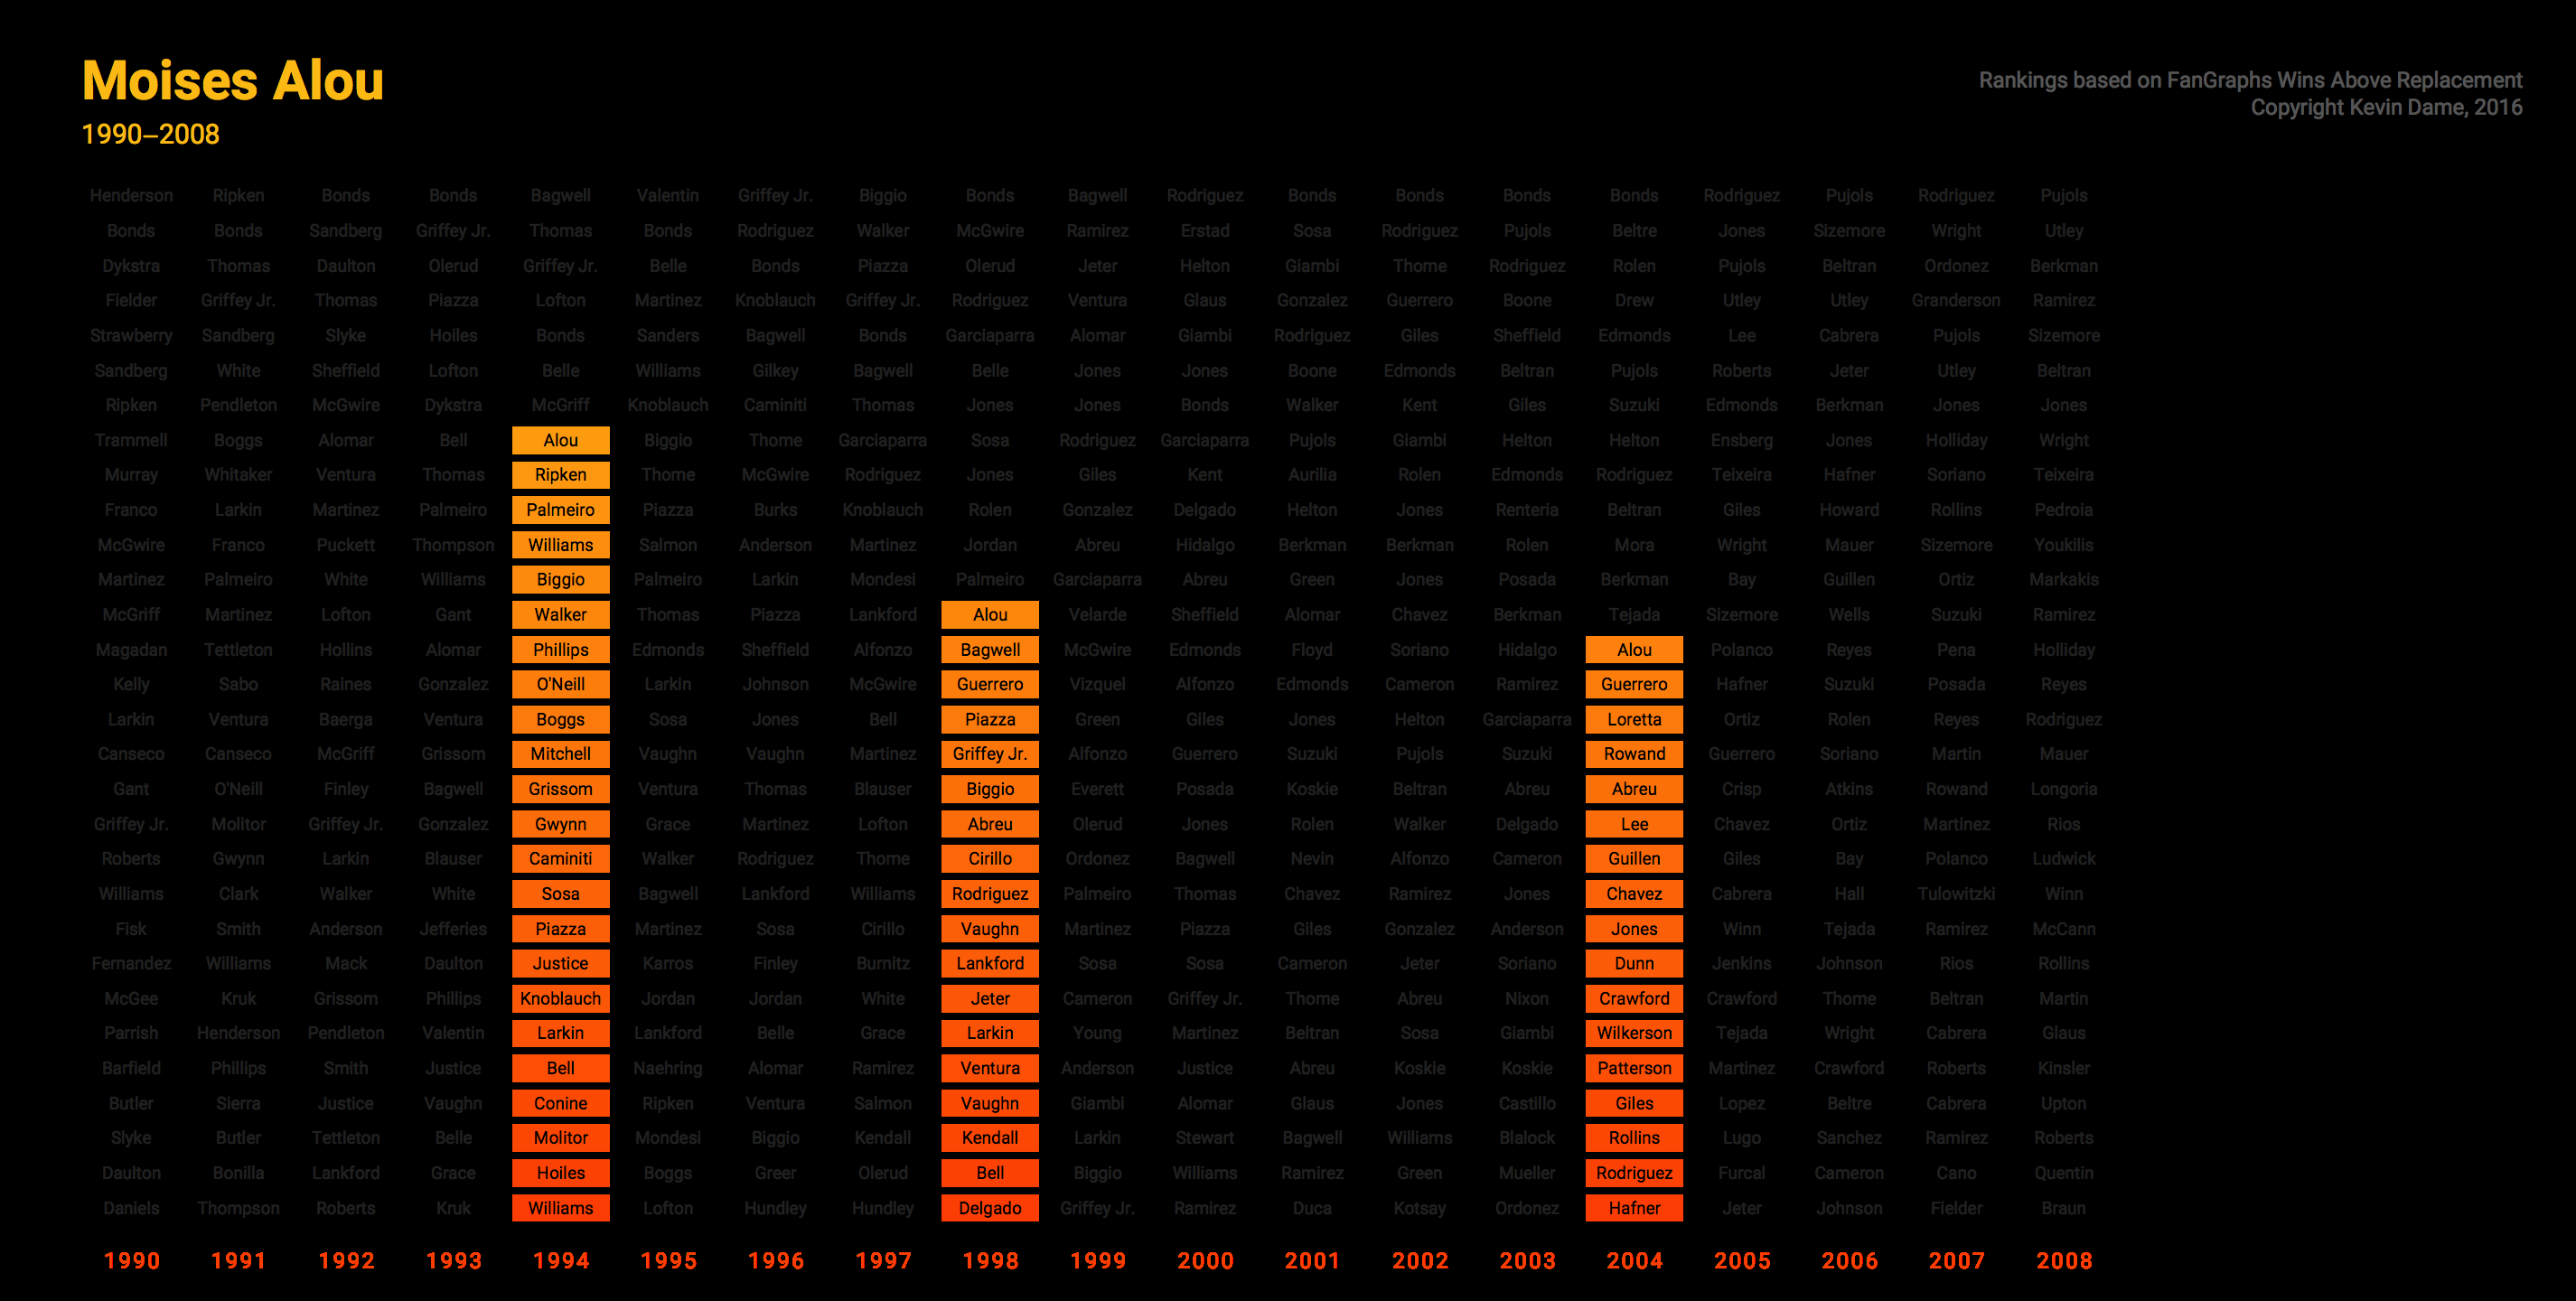 Moises Alou
1990–2008
Rankings based on FanGraphs Wins Above Replacement
Copyright Kevin Dame, 2016
Henderson Ripken Bonds Bonds Bagwell Valentin Griffey Jr. Biggio Bonds Bagwell Rodriguez Bonds Bonds Bonds Bonds Rodriguez Pujols Rodriguez Pujols
Bonds Bonds Sandberg Griffey Jr. Thomas Bonds Rodriguez Walker McGwire Ramirez Erstad Sosa Rodriguez Pujols Beltre Jones Sizemore Wright Utley
Dykstra Thomas Daulton Olerud Griffey Jr. Belle Bonds Piazza Olerud Jeter Helton Giambi Thome Rodriguez Rolen Pujols Beltran Ordonez Berkman
Fielder Griffey Jr. Thomas Piazza Lofton Martinez Knoblauch Griffey Jr. Rodriguez Ventura Glaus Gonzalez Guerrero Boone Drew Utley Utley Granderson Ramirez
Strawberry Sandberg Slyke Hoiles Bonds Sanders Bagwell Bonds Garciaparra Alomar Giambi Rodriguez Giles Sheffield Edmonds Lee Cabrera Pujols Sizemore
Sandberg White Sheffield Lofton Belle Williams Gilkey Bagwell Belle Jones Jones Boone Edmonds Beltran Pujols Roberts Jeter Utley Beltran
Ripken Pendleton McGwire Dykstra McGriff Knoblauch Caminiti Thomas Jones Jones Bonds Walker Kent Giles Suzuki Edmonds Berkman Jones Jones
Trammell Boggs Alomar Bell Alou Biggio Thome Garciaparra Sosa Rodriguez Garciaparra Pujols Giambi Helton Helton Ensberg Jones Holliday Wright
Murray Whitaker Ventura Thomas Ripken Thome McGwire Rodriguez Jones Giles Kent Aurilia Rolen Edmonds Rodriguez Teixeira Hafner Soriano Teixeira
Franco Larkin Martinez Palmeiro Palmeiro Piazza Burks Knoblauch Rolen Gonzalez Delgado Helton Jones Renteria Beltran Giles Howard Rollins Pedroia
McGwire Franco Puckett Thompson Williams Salmon Anderson Martinez Jordan Abreu Hidalgo Berkman Berkman Rolen Mora Wright Mauer Sizemore Youkilis
Martinez Palmeiro White Williams Biggio Palmeiro Larkin Mondesi Palmeiro Garciaparra Abreu Green Jones Posada Berkman Bay Guillen Ortiz Markakis
McGriff Martinez Lofton Gant Walker Thomas Piazza Lankford Alou Velarde Sheffield Alomar Chavez Berkman Tejada Sizemore Wells Suzuki Ramirez
Magadan Tettleton Hollins Alomar Phillips Edmonds Sheffield Alfonzo Bagwell McGwire Edmonds Floyd Soriano Hidalgo Alou Polanco Reyes Pena Holliday
Kelly Sabo Raines Gonzalez O'Neill Larkin Johnson McGwire Guerrero Vizquel Alfonzo Edmonds Cameron Ramirez Guerrero Hafner Suzuki Posada Reyes
Larkin Ventura Baerga Ventura Boggs Sosa Jones Bell Piazza Green Giles Jones Helton Garciaparra Loretta Ortiz Rolen Reyes Rodriguez
Canseco Canseco McGriff Grissom Mitchell Vaughn Vaughn Martinez Griffey Jr. Alfonzo Guerrero Suzuki Pujols Suzuki Rowand Guerrero Soriano Martin Mauer
Gant O'Neill Finley Bagwell Grissom Ventura Thomas Blauser Biggio Everett Posada Koskie Beltran Abreu Abreu Crisp Atkins Rowand Longoria
Griffey Jr. Molitor Griffey Jr. Gonzalez Gwynn Grace Martinez Lofton Abreu Olerud Jones Rolen Walker Delgado Lee Chavez Ortiz Martinez Rios
Roberts Gwynn Larkin Blauser Caminiti Walker Rodriguez Thome Cirillo Ordonez Bagwell Nevin Alfonzo Cameron Guillen Giles Bay Polanco Ludwick
Williams Clark Walker White Sosa Bagwell Lankford Williams Rodriguez Palmeiro Thomas Chavez Ramirez Jones Chavez Cabrera Hall Tulowitzki Winn
Fisk Smith Anderson Jefferies Piazza Martinez Sosa Cirillo Vaughn Martinez Piazza Giles Gonzalez Anderson Jones Winn Tejada Ramirez McCann
Fernandez Williams Mack Daulton Justice Karros Finley Burnitz Lankford Sosa Sosa Cameron Jeter Soriano Dunn Jenkins Johnson Rios Rollins
McGee Kruk Grissom Phillips Knoblauch Jordan Jordan White Jeter Cameron Griffey Jr. Thome Abreu Nixon Crawford Crawford Thome Beltran Martin
Parrish Henderson Pendleton Valentin Larkin Lankford Belle Grace Larkin Young Martinez Beltran Sosa Giambi Wilkerson Tejada Wright Cabrera Glaus
Barfield Phillips Smith Justice Bell Naehring Alomar Ramirez Ventura Anderson Justice Abreu Koskie Koskie Patterson Martinez Crawford Roberts Kinsler
Butler Sierra Justice Vaughn Conine Ripken Ventura Salmon Vaughn Giambi Alomar Glaus Jones Castillo Giles Lopez Beltre Cabrera Upton
Slyke Butler Tettleton Belle Molitor Mondesi Biggio Kendall Kendall Larkin Stewart Bagwell Williams Blalock Rollins Lugo Sanchez Ramirez Roberts
Daulton Bonilla Lankford Grace Hoiles Boggs Greer Olerud Bell Biggio Williams Ramirez Green Mueller Rodriguez Furcal Cameron Cano Quentin
Daniels Thompson Roberts Kruk Williams Lofton Hundley Hundley Delgado Griffey Jr. Ramirez Duca Kotsay Ordonez Hafner Jeter Johnson Fielder Braun
1990 1991 1992 1993 1994 1995 1996 1997 1998 1999 2000 2001 2002 2003 2004 2005 2006 2007 2008